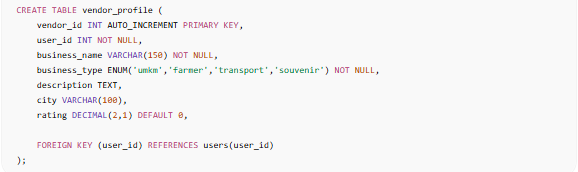 CREATE TABLE vendor_profile (
    vendor_id INT AUTO_INCREMENT PRIMARY KEY,
    user_id INT NOT NULL,
    business_name VARCHAR(150) NOT NULL,
    business_type ENUM('umkm','farmer','transport','souvenir') NOT NULL,
    description TEXT,
    city VARCHAR(100),
    rating DECIMAL(2,1) DEFAULT 0,
    FOREIGN KEY (user_id) REFERENCES users(user_id)
);